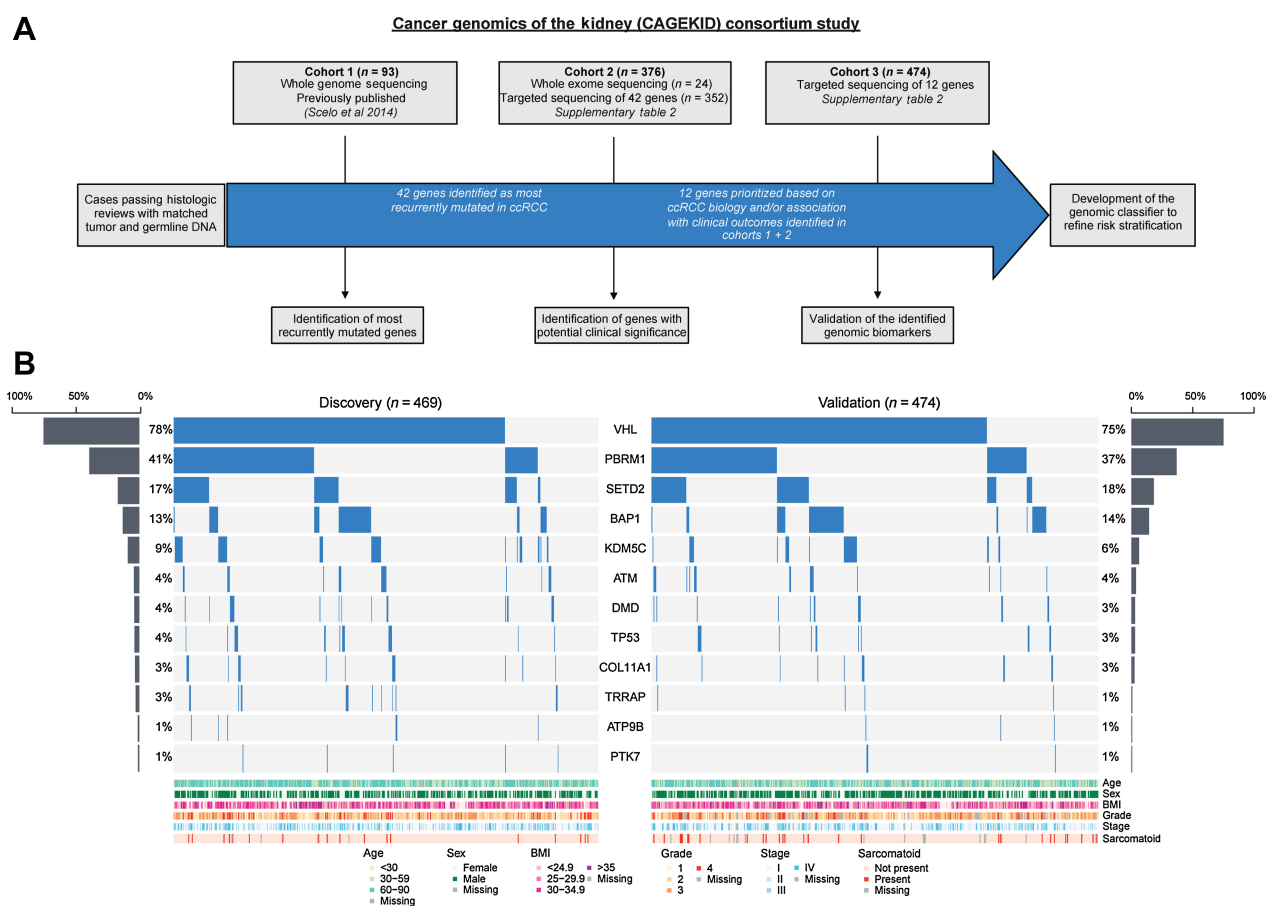 A
Cancer genomics of the kidney (CAGEKID) consortium study
Cohort 1 (n = 93)
Whole genome sequencing
Previously published
(Scelo et al 2014)
Cohort 2 (n = 376)
Whole exome sequencing (n = 24)
Targeted sequencing of 42 genes (n = 352)
Supplementary table 2
Cohort 3 (n = 474)
Targeted sequencing of 12 genes
Supplementary table 2
Cases passing histologic
reviews with matched
tumor and germline DNA
42 genes identified as most
recurrently mutated in ccRCC
12 genes prioritized based on
ccRCC biology and/or association
with clinical outcomes identified in
cohorts 1 + 2
Development of the
genomic classifier to
refine risk stratification
Identification of most
recurrently mutated genes
Identification of genes with
potential clinical significance
Validation of the identified
genomic biomarkers
B
100% 50% 0%
Discovery (n = 469)
Validation (n = 474)
0% 50% 100%
78% VHL 75%
41% PBRM1 37%
17% SETD2 18%
13% BAP1 14%
9% KDM5C 6%
4% ATM 4%
4% DMD 3%
4% TP53 3%
3% COL11A1 3%
3% TRRAP 1%
1% ATP9B 1%
1% PTK7 1%
Age
Sex
BMI
Grade
Stage
Sarcomatoid
Age
<30
30−59
60−90
Missing
Sex
Female
Male
Missing
BMI
<24.9
25−29.9
30−34.9
>35
Missing
Grade
1
2
3
4
Missing
Stage
I
II
III
IV
Missing
Sarcomatoid
Not present
Present
Missing